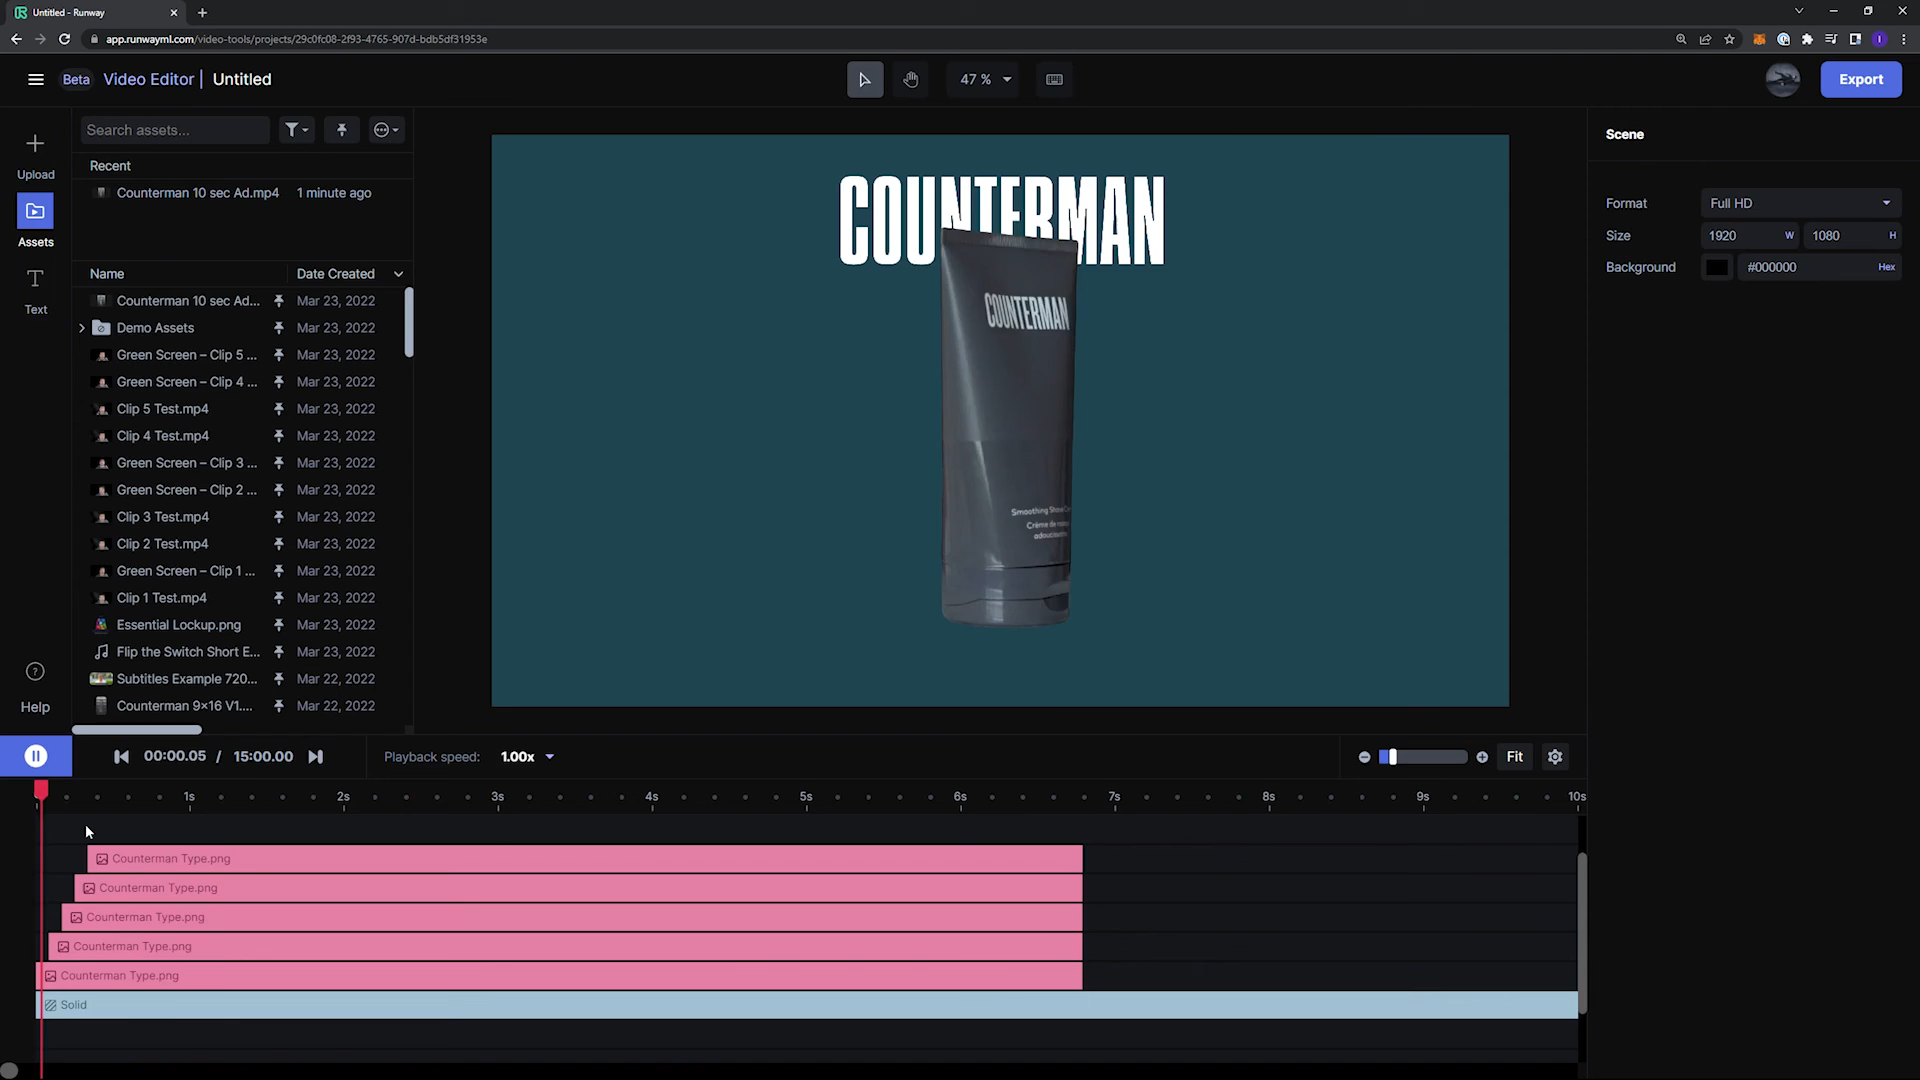 Untitled - Runway
app.runwayml.com/video-tools/projects/29c0fc08-2f93-4765-907d-bdb5df31953e
Beta Video Editor | Untitled
47 %
Export
Upload
Assets
Text
Help
Search assets...
Recent
Counterman 10 sec Ad.mp4 1 minute ago
Name Date Created
Counterman 10 sec Ad... Mar 23, 2022
Demo Assets Mar 23, 2022
Green Screen – Clip 5 ... Mar 23, 2022
Green Screen – Clip 4 ... Mar 23, 2022
Clip 5 Test.mp4 Mar 23, 2022
Clip 4 Test.mp4 Mar 23, 2022
Green Screen – Clip 3 ... Mar 23, 2022
Green Screen – Clip 2 ... Mar 23, 2022
Clip 3 Test.mp4 Mar 23, 2022
Clip 2 Test.mp4 Mar 23, 2022
Green Screen – Clip 1 ... Mar 23, 2022
Clip 1 Test.mp4 Mar 23, 2022
Essential Lockup.png Mar 23, 2022
Flip the Switch Short E... Mar 23, 2022
Subtitles Example 720... Mar 22, 2022
Counterman 9x16 V1.... Mar 22, 2022
COUNTERMAN
COUNTERMAN
Smoothing Shave
Crème de
Scene
Format Full HD
Size 1920 W 1080 H
Background #000000 Hex
00:00.05 / 15:00.00
Playback speed: 1.00x
Fit
1s 2s 3s 4s 5s 6s 7s 8s 9s 10s
Counterman Type.png
Counterman Type.png
Counterman Type.png
Counterman Type.png
Counterman Type.png
Solid